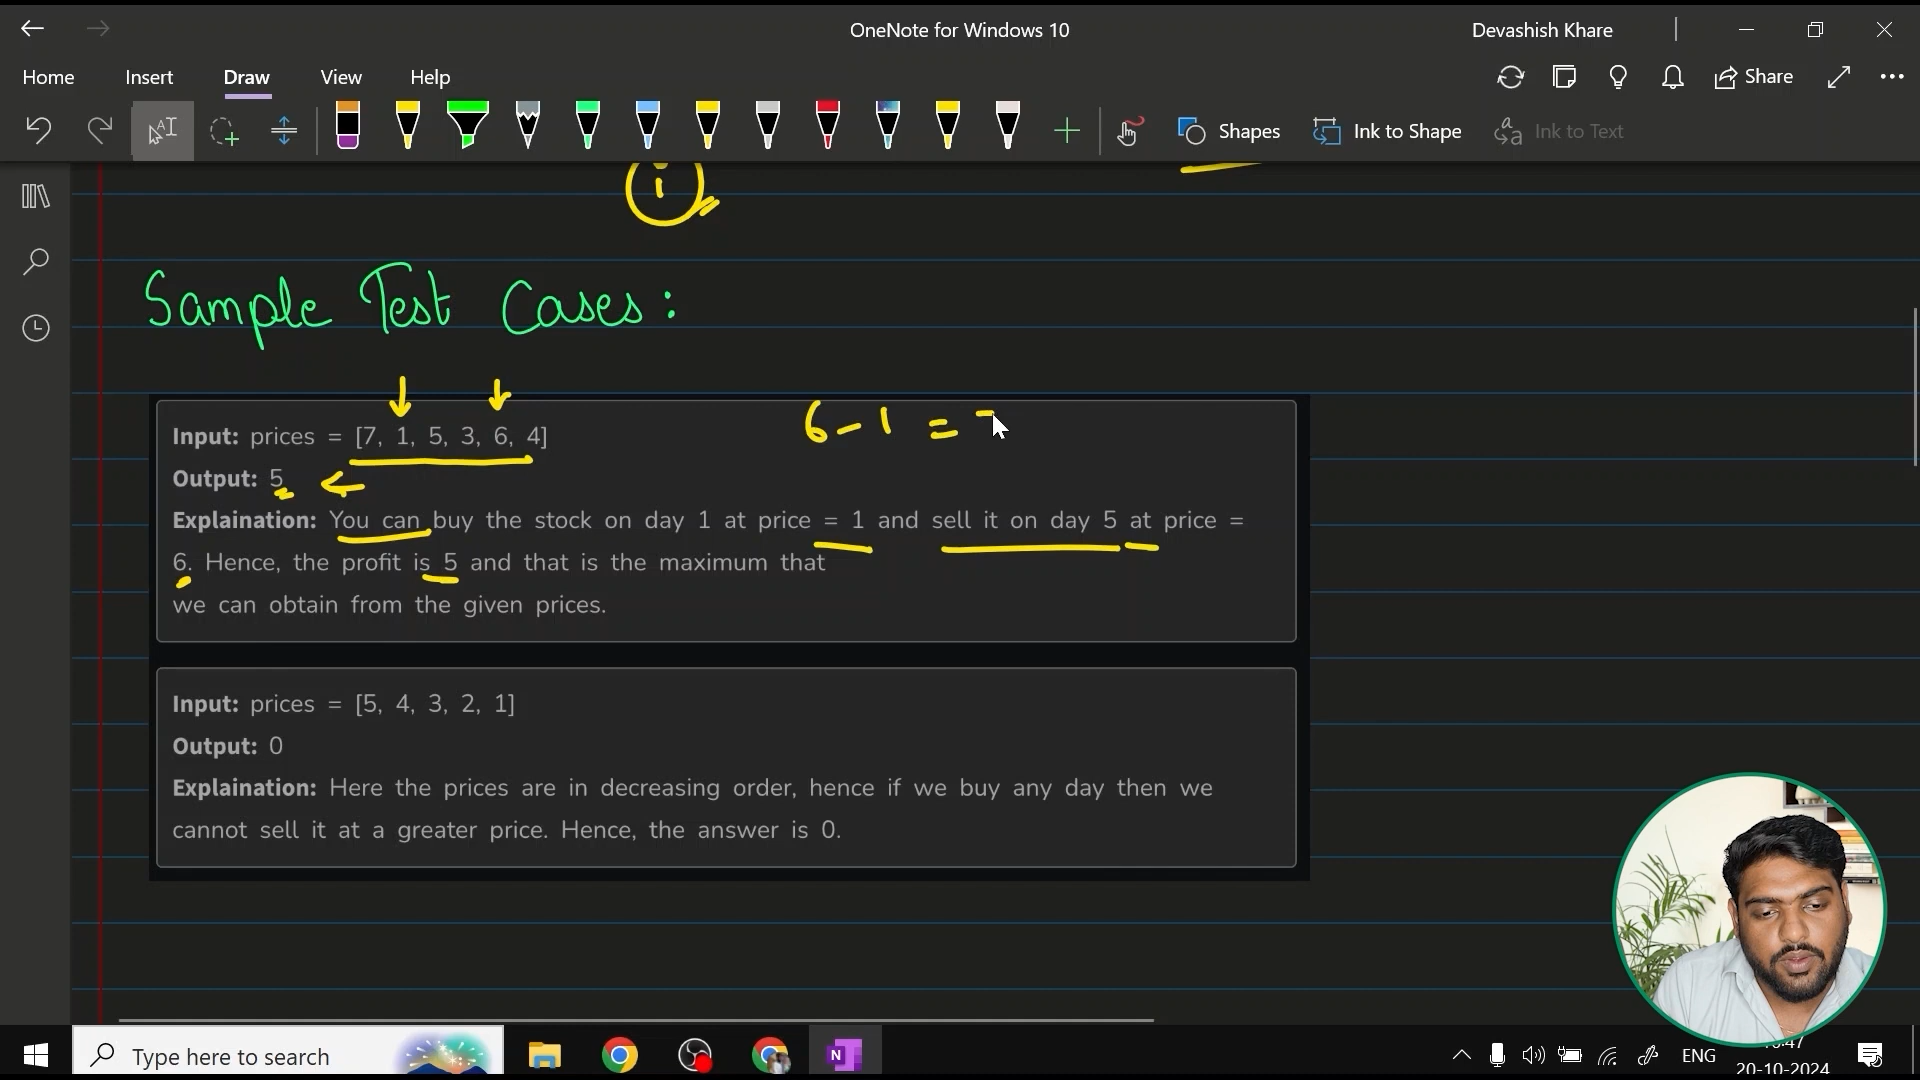 OneNote for Windows 10
Devashish Khare
Home Insert Draw View Help
Share
Shapes Ink to Shape Ink to Text
i
Sample Test Cases:
Input: prices = [7, 1, 5, 3, 6, 4]
6-1 =
Output: 5
Explaination: You can buy the stock on day 1 at price = 1 and sell it on day 5 at price =
6. Hence, the profit is 5 and that is the maximum that
we can obtain from the given prices.
Input: prices = [5, 4, 3, 2, 1]
Output: 0
Explaination: Here the prices are in decreasing order, hence if we buy any day then we
cannot sell it at a greater price. Hence, the answer is 0.
Type here to search
N
ENG
20-10-2024